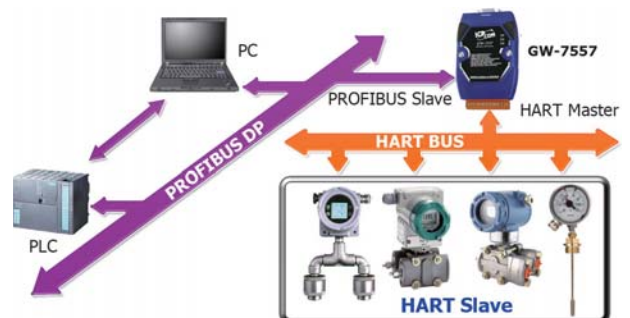 PC
GW-7557
PROFIBUS Slave
HART Master
HART BUS
PROFIBUS DP
PLC
HART Slave